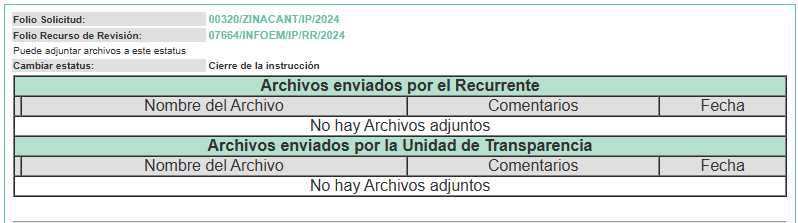 Folio Solicitud: 00320/ZINACANT/IP/2024
Folio Recurso de Revisión: 07664/INFOEM/IP/RR/2024
Puede adjuntar archivos a este estatus
Cambiar estatus: Cierre de la instrucción
Archivos enviados por el Recurrente
Nombre del Archivo Comentarios Fecha
No hay Archivos adjuntos
Archivos enviados por la Unidad de Transparencia
Nombre del Archivo Comentarios Fecha
No hay Archivos adjuntos